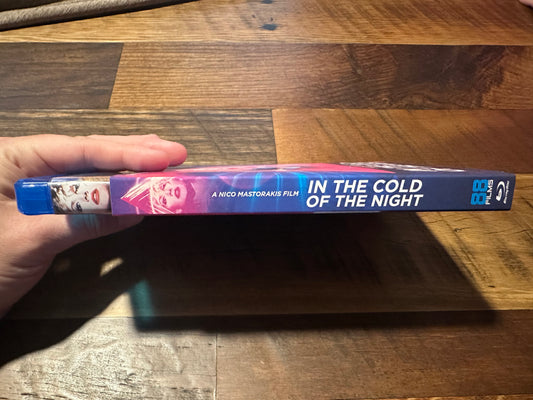 A NICO MASTORAKIS FILM
IN THE COLD
OF THE NIGHT
88
FILMS